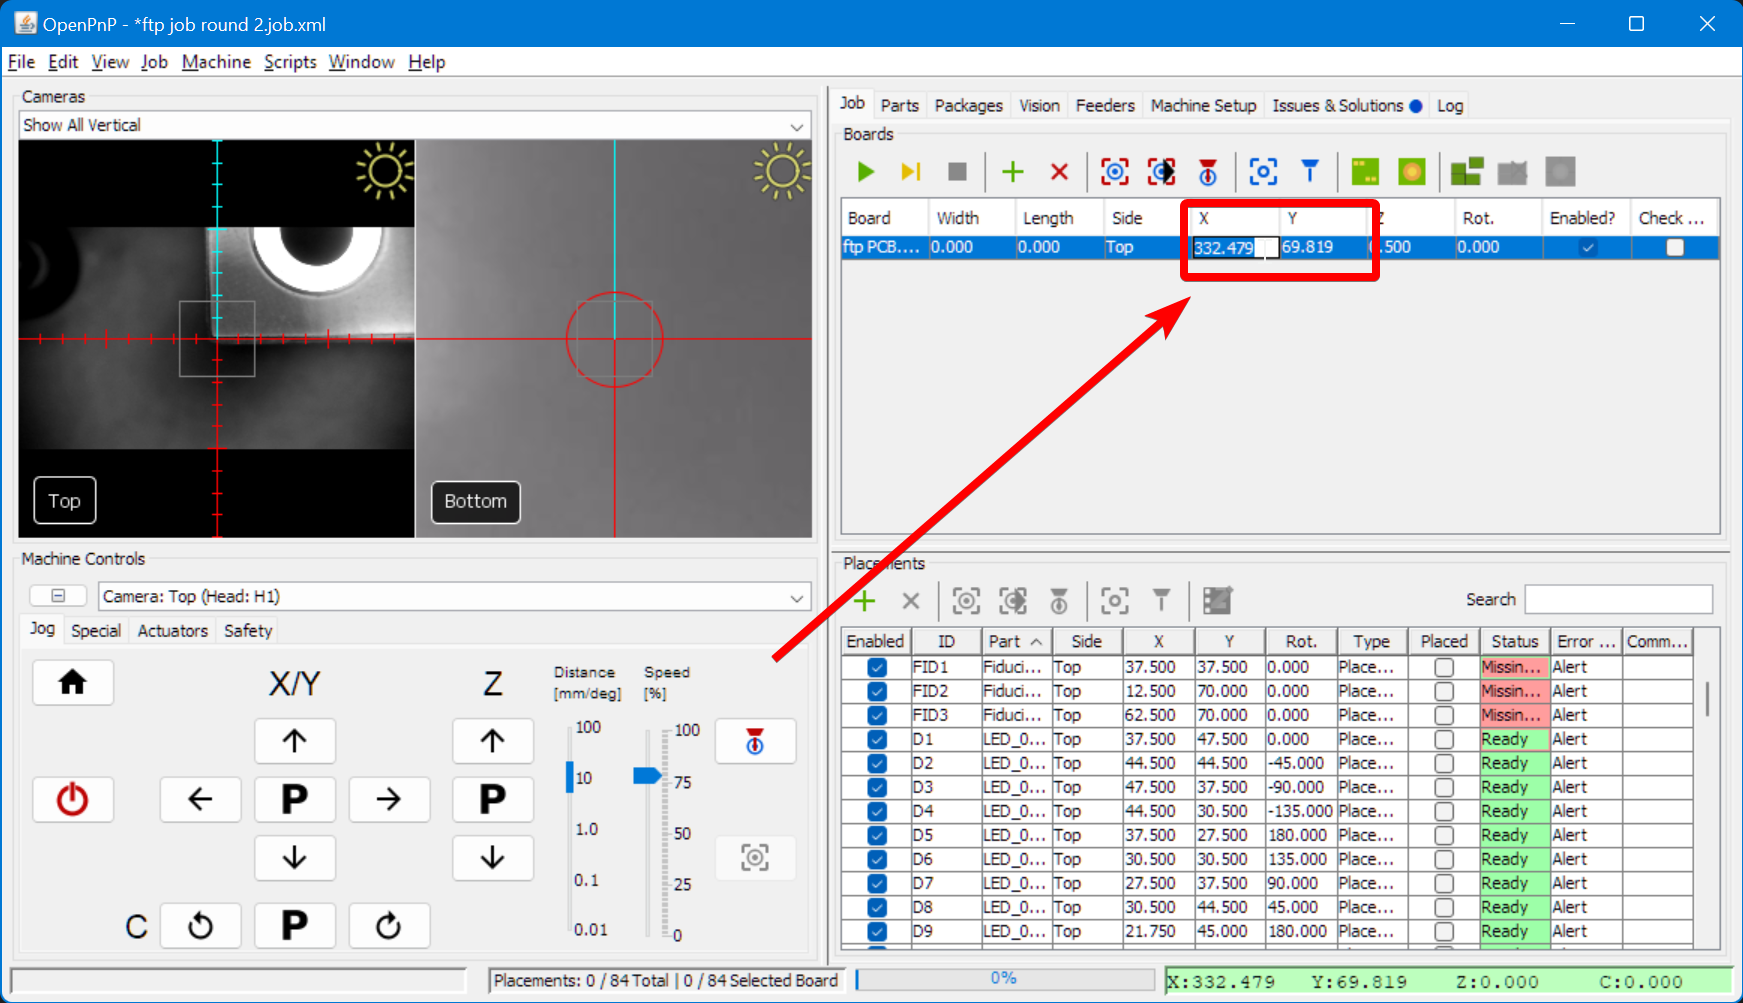 OpenPnP - *ftp job round 2.job.xml
File Edit View Job Machine Scripts Window Help
Cameras
Show All Vertical
Top
Bottom
Machine Controls
Camera: Top (Head: H1)
Jog Special Actuators Safety
X/Y Z
Distance [mm/deg]
Speed [%]
100
10
1.0
0.1
0.01
100
75
50
25
0
P P
C P
Job Parts Packages Vision Feeders Machine Setup Issues & Solutions Log
Boards
Board Width Length Side X Y Z Rot. Enabled? Check ...
ftp PCB.... 0.000 0.000 Top 332.479 69.819 0.500 0.000
Placements
Search
Enabled ID Part Side X Y Rot. Type Placed Status Error ... Comm...
FID1 Fiduci... Top 37.500 37.500 0.000 Place... Missin... Alert
FID2 Fiduci... Top 12.500 70.000 0.000 Place... Missin... Alert
FID3 Fiduci... Top 62.500 70.000 0.000 Place... Missin... Alert
D1 LED_0... Top 37.500 47.500 0.000 Place... Ready Alert
D2 LED_0... Top 44.500 44.500 -45.000 Place... Ready Alert
D3 LED_0... Top 47.500 37.500 -90.000 Place... Ready Alert
D4 LED_0... Top 44.500 30.500 -135.000 Place... Ready Alert
D5 LED_0... Top 37.500 27.500 180.000 Place... Ready Alert
D6 LED_0... Top 30.500 30.500 135.000 Place... Ready Alert
D7 LED_0... Top 27.500 37.500 90.000 Place... Ready Alert
D8 LED_0... Top 30.500 44.500 45.000 Place... Ready Alert
D9 LED_0... Top 21.750 45.000 180.000 Place... Ready Alert
Placements: 0 / 84 Total | 0 / 84 Selected Board
0%
X:332.479 Y:69.819 Z:0.000 C:0.000